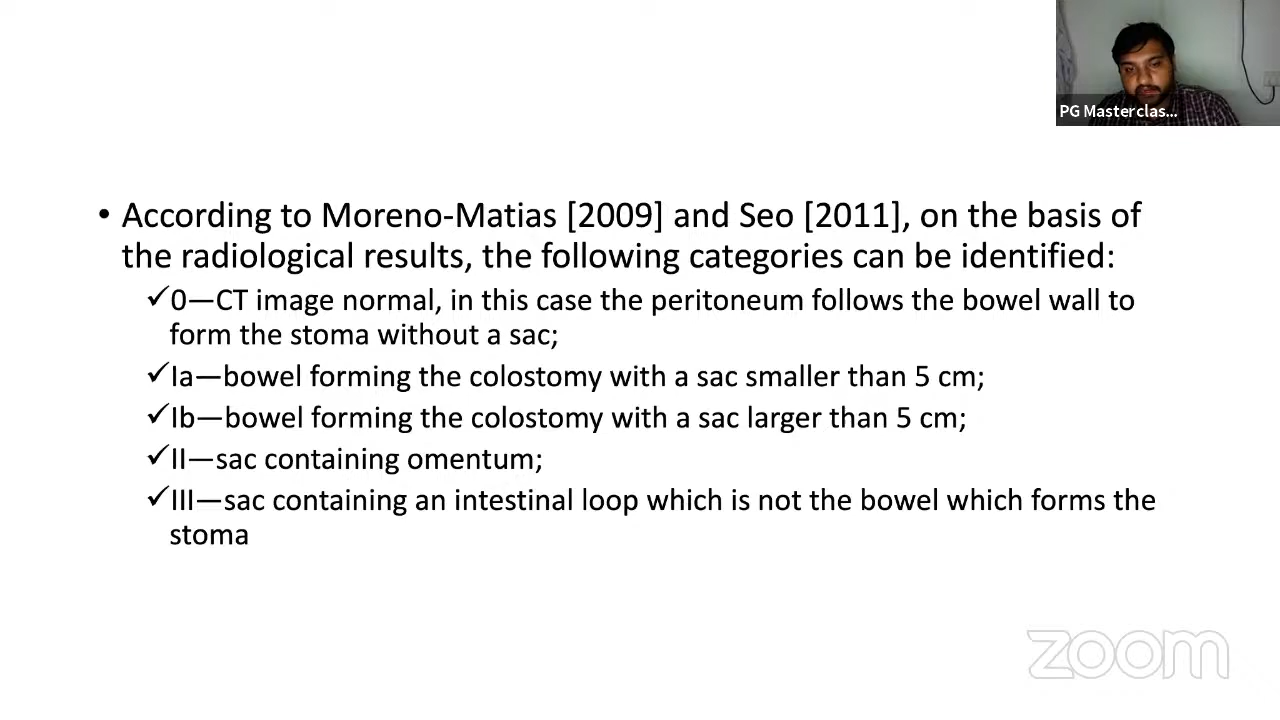 PG Masterclas...
• According to Moreno-Matias [2009] and Seo [2011], on the basis of
the radiological results, the following categories can be identified:
✓0—CT image normal, in this case the peritoneum follows the bowel wall to
form the stoma without a sac;
✓Ia—bowel forming the colostomy with a sac smaller than 5 cm;
✓Ib—bowel forming the colostomy with a sac larger than 5 cm;
✓II—sac containing omentum;
✓III—sac containing an intestinal loop which is not the bowel which forms the
stoma
zoom